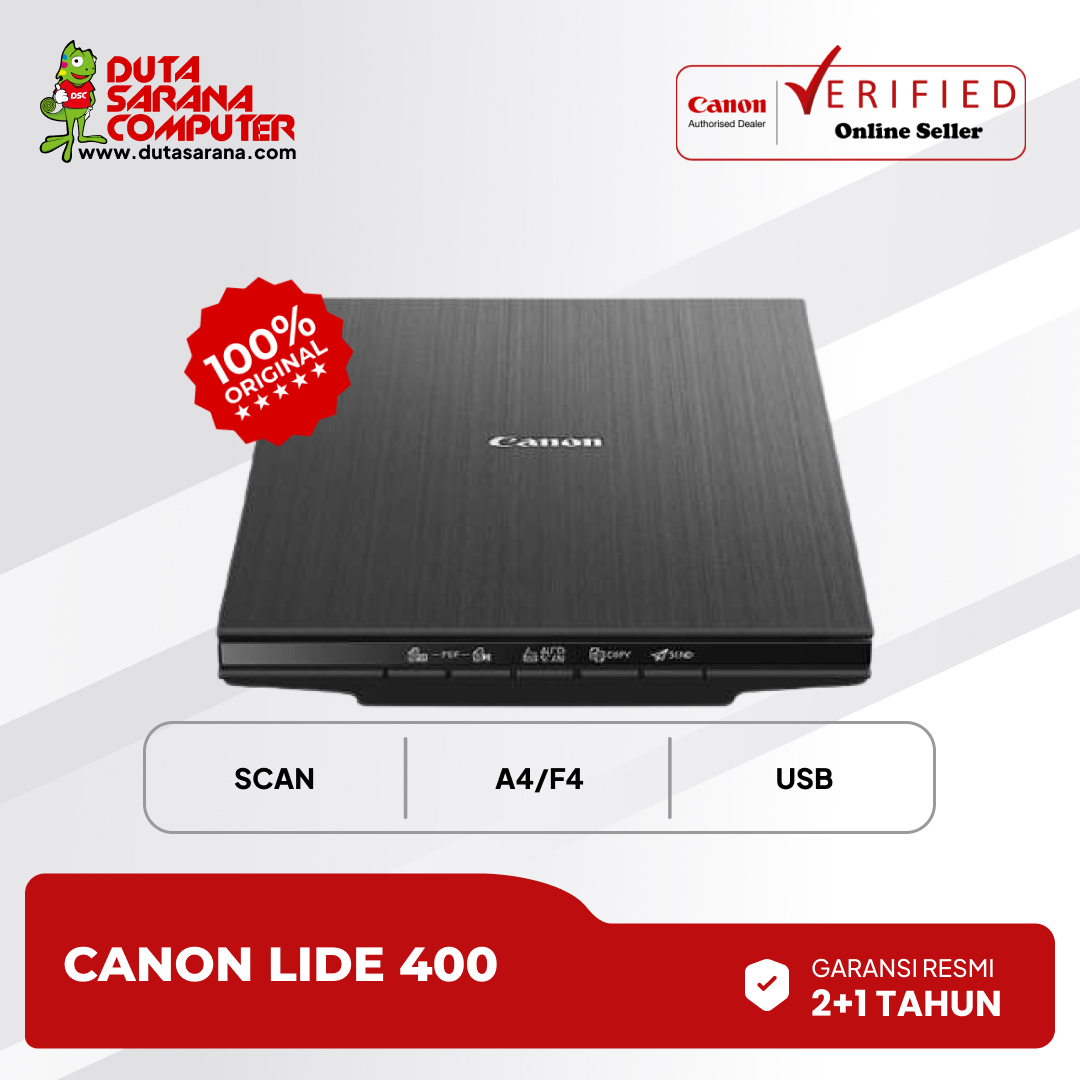 DUTA
SARANA
COMPUTER
DSC
www.dutasarana.com
Canon
Authorised Dealer
VERIFIED
Online Seller
100%
ORIGINAL
Canon
PDF
AUTO SCAN
COPY
SEND
SCAN
A4/F4
USB
CANON LIDE 400
GARANSI RESMI
2+1 TAHUN